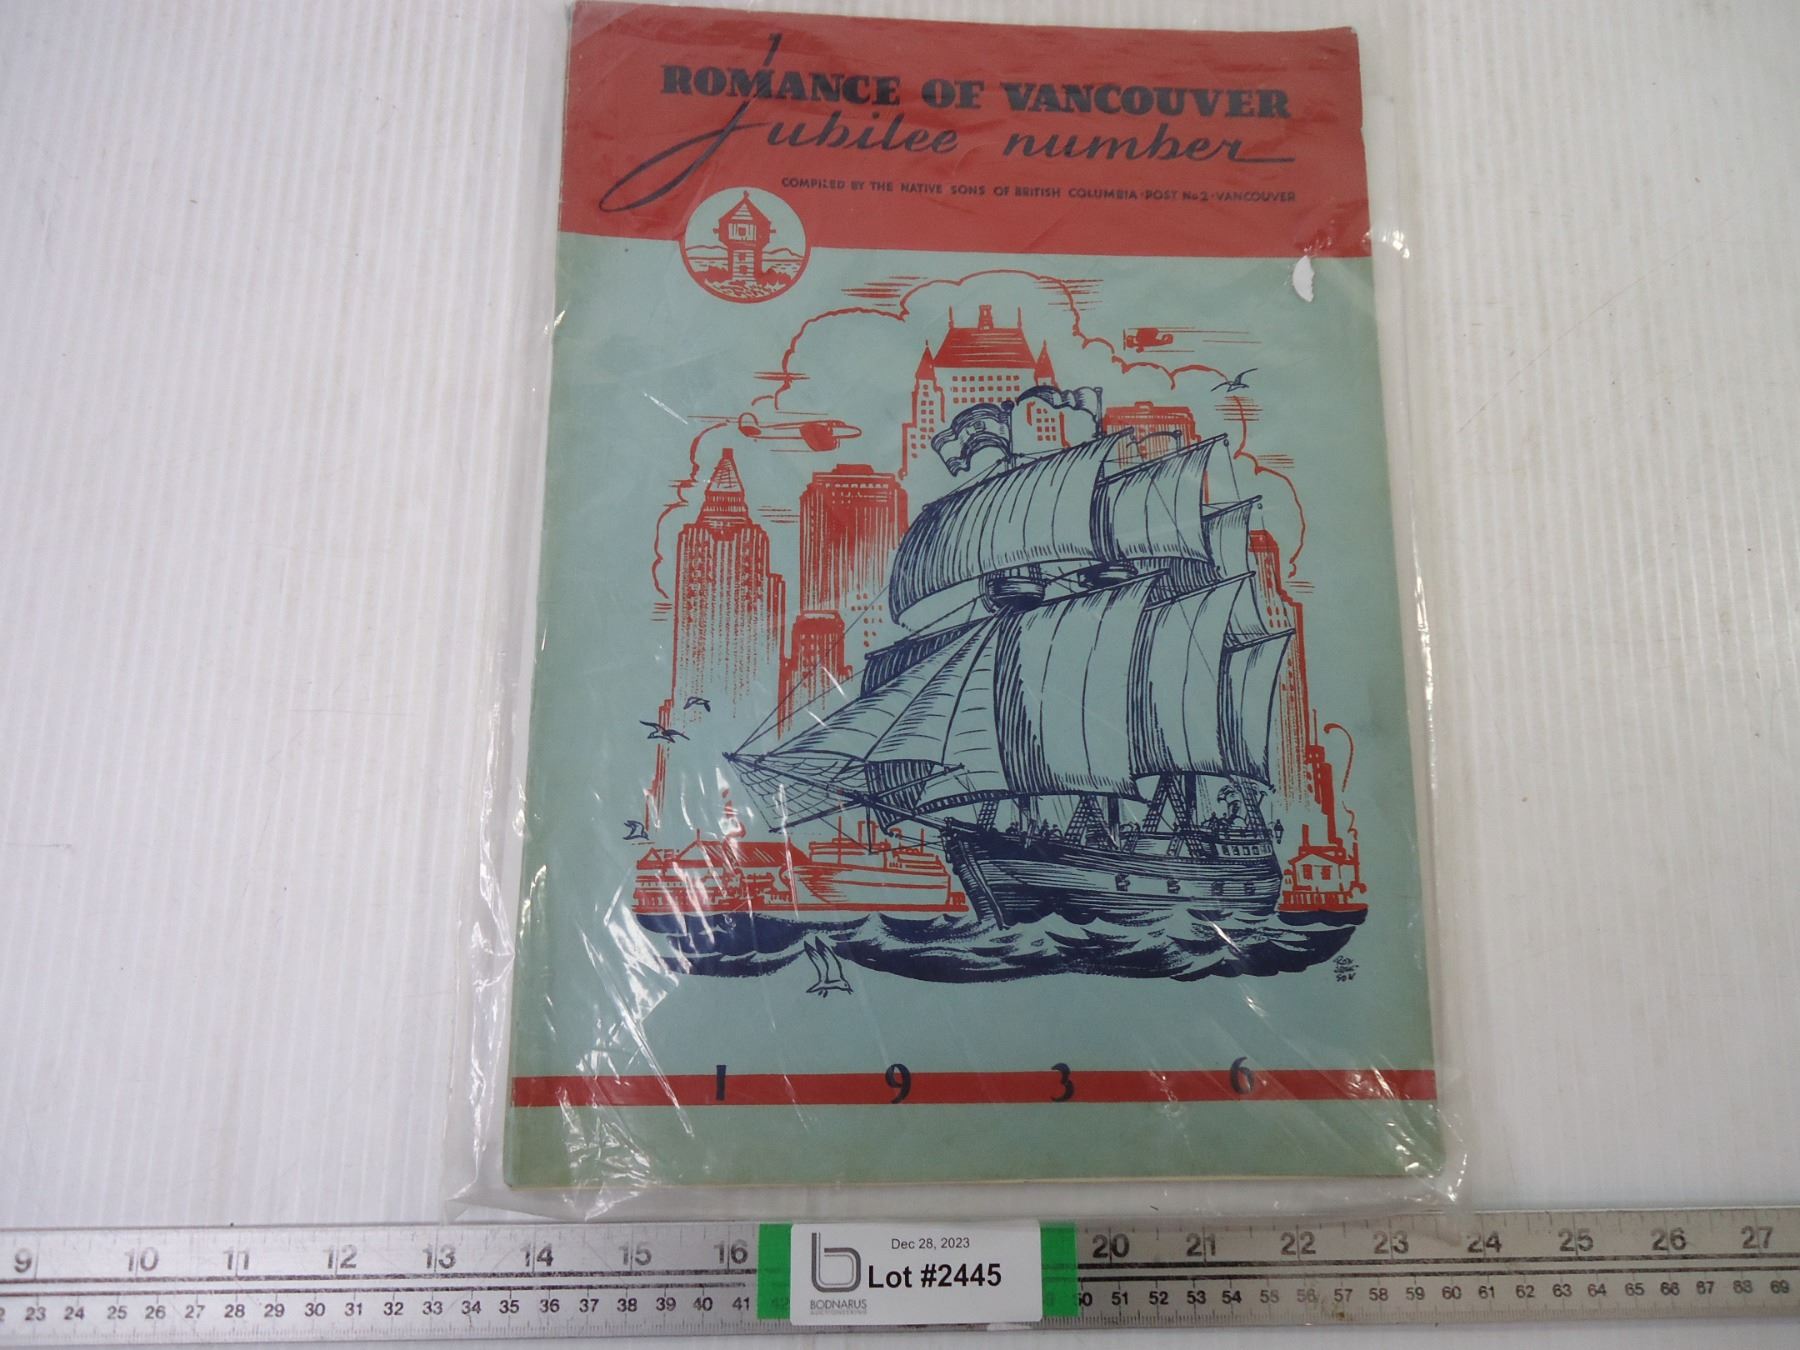 ROMANCE OF VANCOUVER
Jubilee number
COMPILED BY THE NATIVE SONS OF BRITISH COLUMBIA · POST No 2 · VANCOUVER
1 9 3 6
9 10 11 12 13 14 15 16 20 21 22 23 24 25 26 27
Dec 28, 2023
Lot #2445
BODNARUS
AUCTIONEERING
23 24 25 26 27 28 29 30 31 32 33 34 35 36 37 38 39 40 41 42 50 51 52 53 54 55 56 57 58 59 60 61 62 63 64 65 66 67 68 69